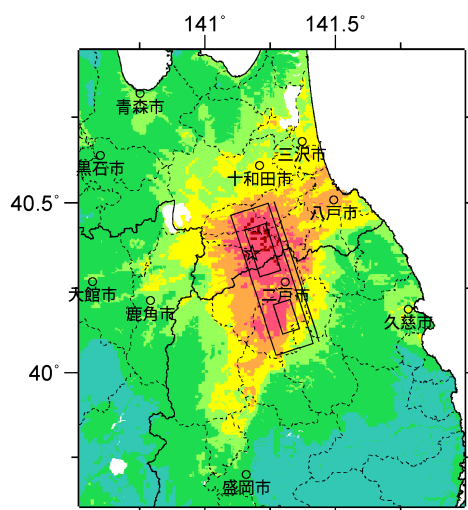 141° 141.5°
青森市
三沢市
黒石市
十和田市
40.5°
八戸市
大館市
二戸市
鹿角市
久慈市
40°
盛岡市